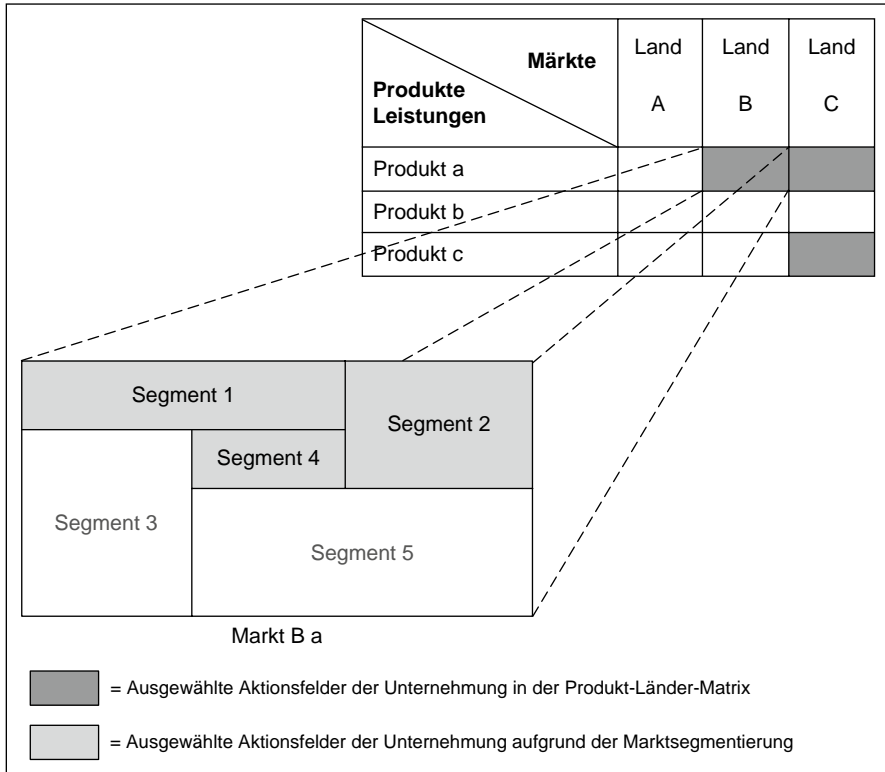 Märkte
Produkte
Leistungen
Land
A
Land
B
Land
C
Produkt a
Produkt b
Produkt c
Segment 1
Segment 2
Segment 4
Segment 3
Segment 5
Markt B a
= Ausgewählte Aktionsfelder der Unternehmung in der Produkt-Länder-Matrix
= Ausgewählte Aktionsfelder der Unternehmung aufgrund der Marktsegmentierung